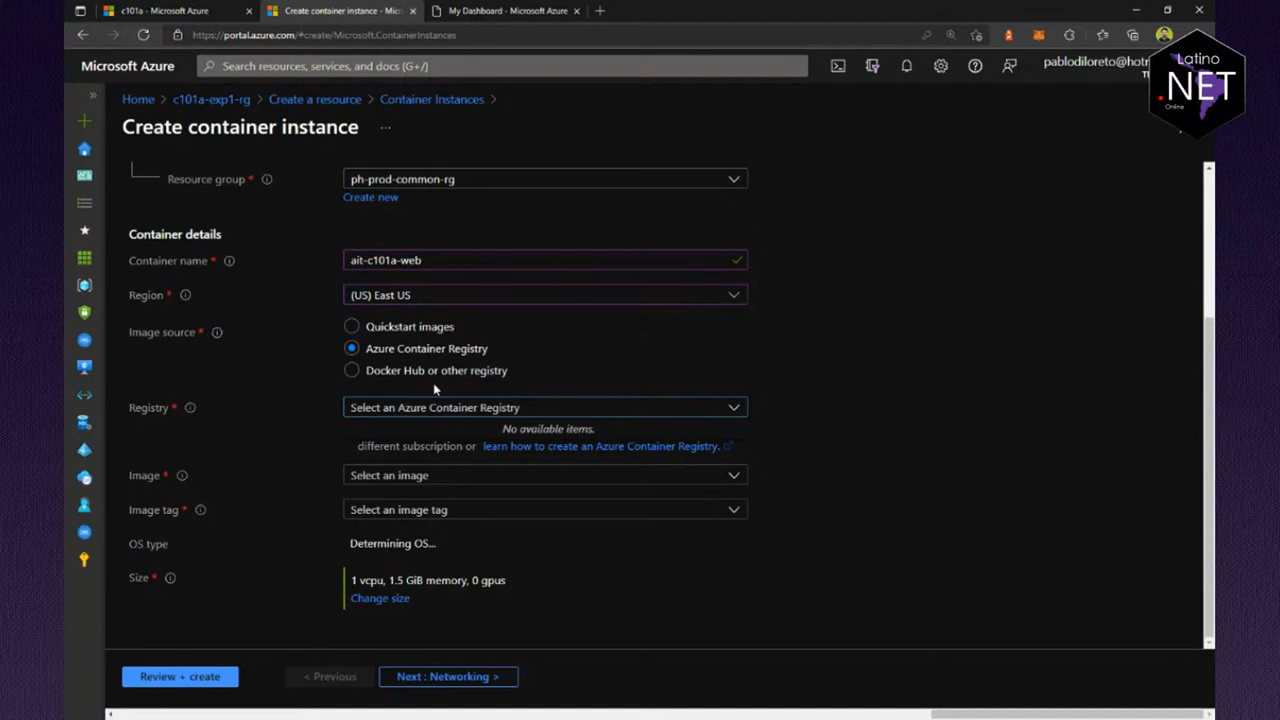 c101a - Microsoft Azure
Create container instance - Mic
My Dashboard - Microsoft Azure
https://portal.azure.com/#create/Microsoft.ContainerInstances
Microsoft Azure
Search resources, services, and docs (G+/)
pablodiloreto@hotm
Latino
.NET
Online
Home > c101a-exp1-rg > Create a resource > Container Instances >
Create container instance ...
Resource group *
ph-prod-common-rg
Create new
Container details
Container name *
ait-c101a-web
Region *
(US) East US
Image source *
Quickstart images
Azure Container Registry
Docker Hub or other registry
Registry *
Select an Azure Container Registry
No available items.
different subscription or learn how to create an Azure Container Registry.
Image *
Select an image
Image tag *
Select an image tag
OS type
Determining OS...
Size *
1 vcpu, 1.5 GiB memory, 0 gpus
Change size
Review + create
< Previous
Next : Networking >